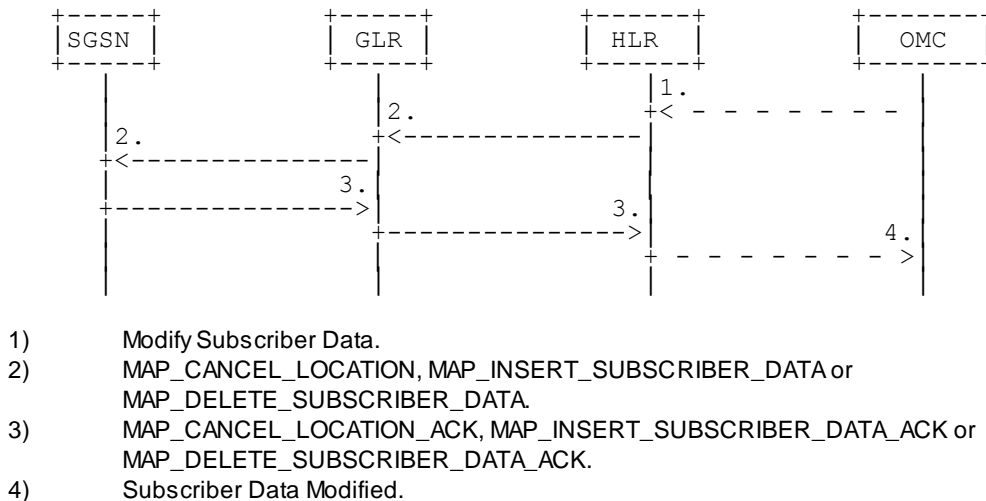 +-----+ +-----+ +------+ +-------+
|SGSN | | GLR | | HLR | | OMC |
+-----+ +-----+ +------+ +-------+
1.
2. +< - - - - - - -
2. +<--------------
+<--------------
3.
+-------------->
3.
+--------------> 4.
+ - - - - - - - >
1) Modify Subscriber Data.
2) MAP_CANCEL_LOCATION, MAP_INSERT_SUBSCRIBER_DATA or
MAP_DELETE_SUBSCRIBER_DATA.
3) MAP_CANCEL_LOCATION_ACK, MAP_INSERT_SUBSCRIBER_DATA_ACK or
MAP_DELETE_SUBSCRIBER_DATA_ACK.
4) Subscriber Data Modified.